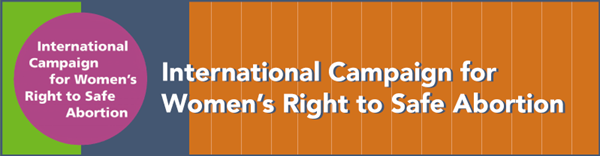 International
Campaign
for Women's
Right to Safe
Abortion
International Campaign for
Women's Right to Safe Abortion